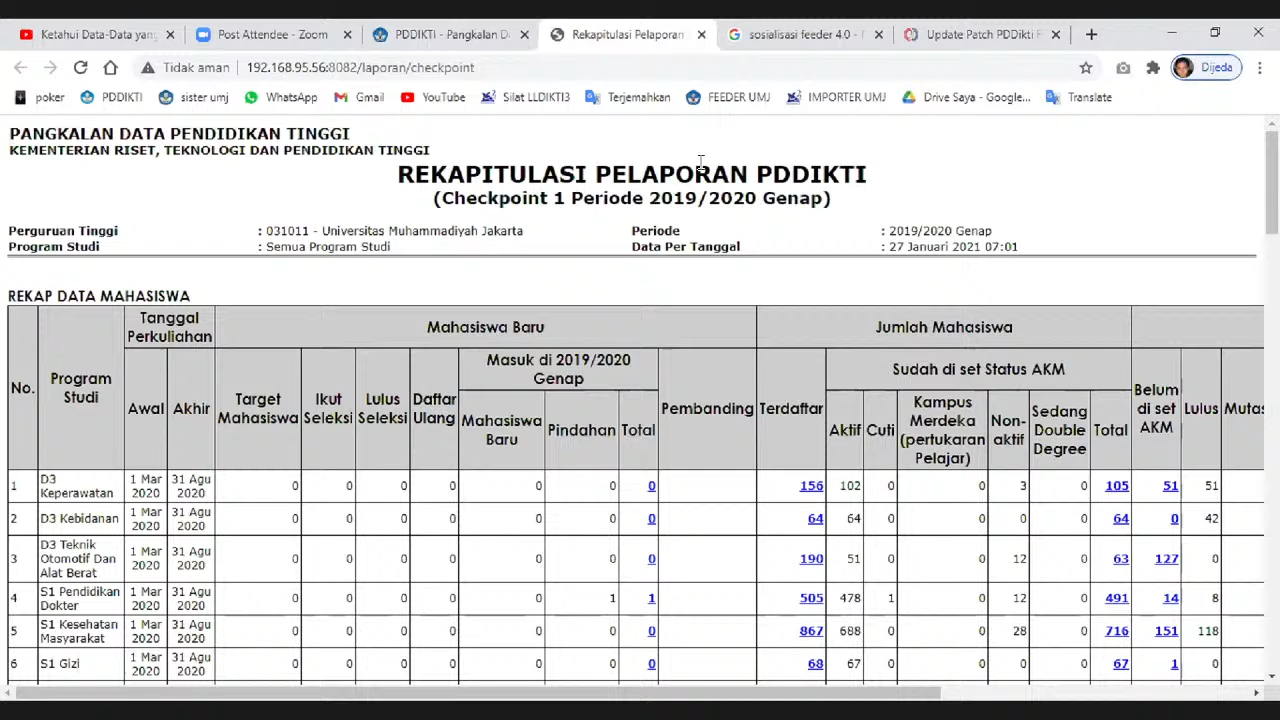 Ketahui Data-Data yang
Post Attendee - Zoom
PDDIKTI - Pangkalan D
Rekapitulasi Pelaporan
sosialisasi feeder 4.0 -
Update Patch PDDikti F
Tidak aman
192.168.95.56:8082/laporan/checkpoint
Dijeda
poker
PDDIKTI
sister umj
WhatsApp
Gmail
YouTube
Silat LLDIKTI3
Terjemahkan
FEEDER UMJ
IMPORTER UMJ
Drive Saya - Google...
Translate
PANGKALAN DATA PENDIDIKAN TINGGI
KEMENTERIAN RISET, TEKNOLOGI DAN PENDIDIKAN TINGGI
REKAPITULASI PELAPORAN PDDIKTI
(Checkpoint 1 Periode 2019/2020 Genap)
Perguruan Tinggi : 031011 - Universitas Muhammadiyah Jakarta Periode : 2019/2020 Genap
Program Studi : Semua Program Studi Data Per Tanggal : 27 Januari 2021 07:01
REKAP DATA MAHASISWA
No.
Program
Studi
Tanggal
Perkuliahan
Awal
Akhir
Mahasiswa Baru
Target
Mahasiswa
Ikut
Seleksi
Lulus
Seleksi
Daftar
Ulang
Masuk di 2019/2020
Genap
Mahasiswa
Baru
Pindahan
Total
Pembanding
Jumlah Mahasiswa
Terdaftar
Sudah di set Status AKM
Aktif
Cuti
Kampus
Merdeka
(pertukaran
Pelajar)
Non-
aktif
Sedang
Double
Degree
Total
Belum
di set
AKM
Lulus
Mutas
1 D3 Keperawatan 1 Mar 2020 31 Agu 2020 0 0 0 0 0 0 0 156 102 0 0 3 0 105 51 51
2 D3 Kebidanan 1 Mar 2020 31 Agu 2020 0 0 0 0 0 0 0 64 64 0 0 0 0 64 0 42
3 D3 Teknik Otomotif Dan Alat Berat 1 Mar 2020 31 Agu 2020 0 0 0 0 0 0 0 190 51 0 0 12 0 63 127 0
4 S1 Pendidikan Dokter 1 Mar 2020 31 Agu 2020 0 0 0 0 0 1 1 505 478 1 0 12 0 491 14 8
5 S1 Kesehatan Masyarakat 1 Mar 2020 31 Agu 2020 0 0 0 0 0 0 0 867 688 0 0 28 0 716 151 118
6 S1 Gizi 1 Mar 2020 31 Agu 2020 0 0 0 0 0 0 0 68 67 0 0 0 0 67 1 0